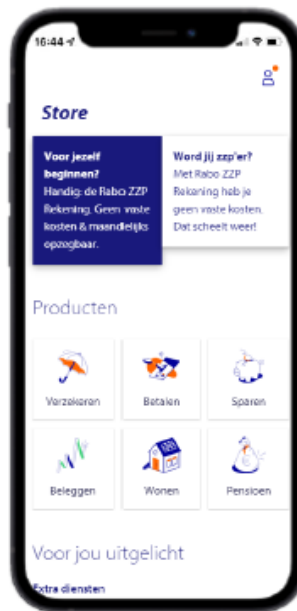 16:44
Store
Voor jezelf
beginnen?
Handig: de Rabo ZZP
Rekening. Geen vaste
kosten & maandelijks
opzegbaar.
Word jij zzp'er?
Met Rabo ZZP
Rekening heb je
geen vaste kosten.
Dat scheelt weer!
Producten
Verzekeren Betalen Sparen
Beleggen Wonen Pensioen
Voor jou uitgelicht
Extra diensten